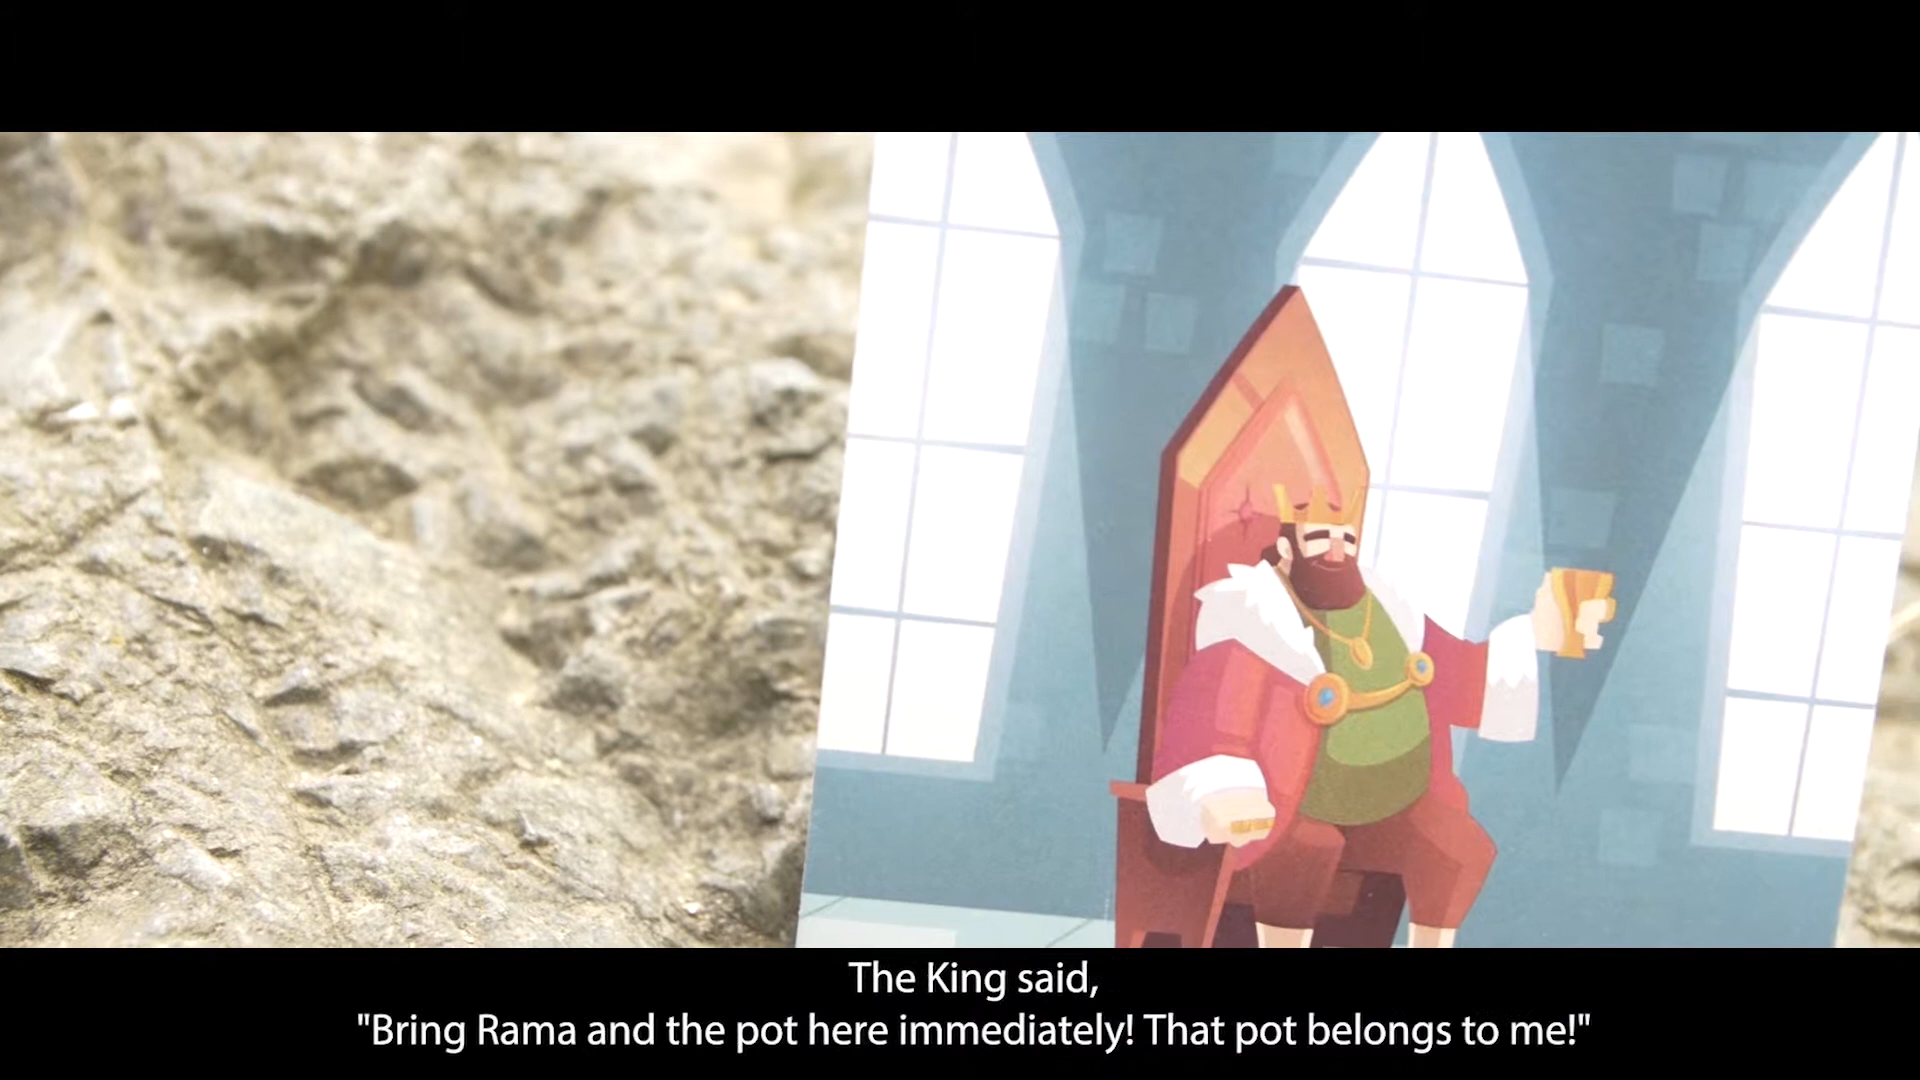 The King said,
"Bring Rama and the pot here immediately! That pot belongs to me!"